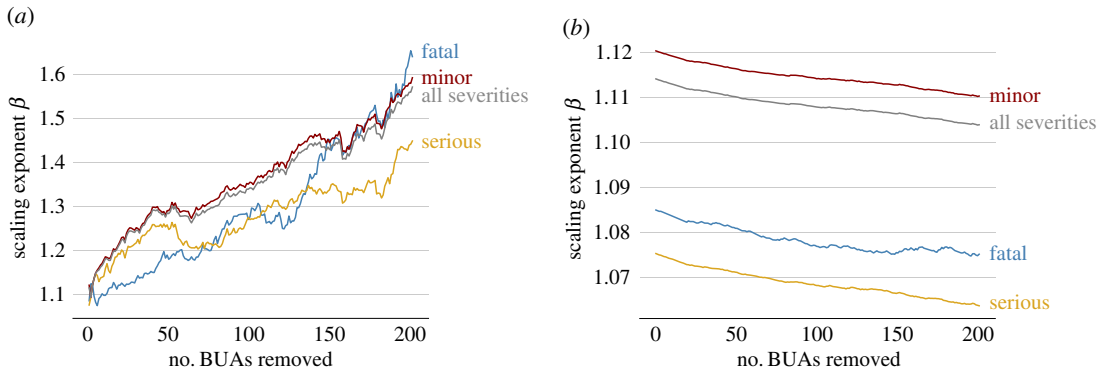 (a)
scaling exponent β
1.6
1.5
1.4
1.3
1.2
1.1
0
50
100
150
200
no. BUAs removed
fatal
minor
all severities
serious
(b)
scaling exponent β
1.12
1.11
1.10
1.09
1.08
1.07
0
50
100
150
200
no. BUAs removed
minor
all severities
fatal
serious